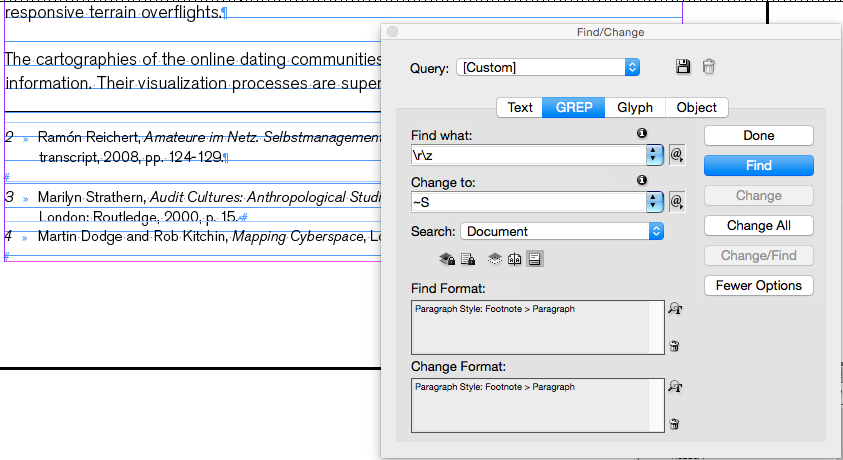 responsive terrain overflights.¶
The cartographies of the online dating communities
information. Their visualization processes are super
2 » Ramón Reichert, Amateure im Netz. Selbstmanagement
transcript, 2008, pp. 124-129¶
#
3 » Marilyn Strathern, Audit Cultures: Anthropological Studi
London: Routledge, 2000, p. 15.#
4 » Martin Dodge and Rob Kitchin, Mapping Cyberspace, Lo
#
Find/Change
Query: [Custom]
Text GREP Glyph Object
Find what:
\r\z
Change to:
~S
Search: Document
Find Format:
Paragraph Style: Footnote > Paragraph
Change Format:
Paragraph Style: Footnote > Paragraph
Done
Find
Change
Change All
Change/Find
Fewer Options